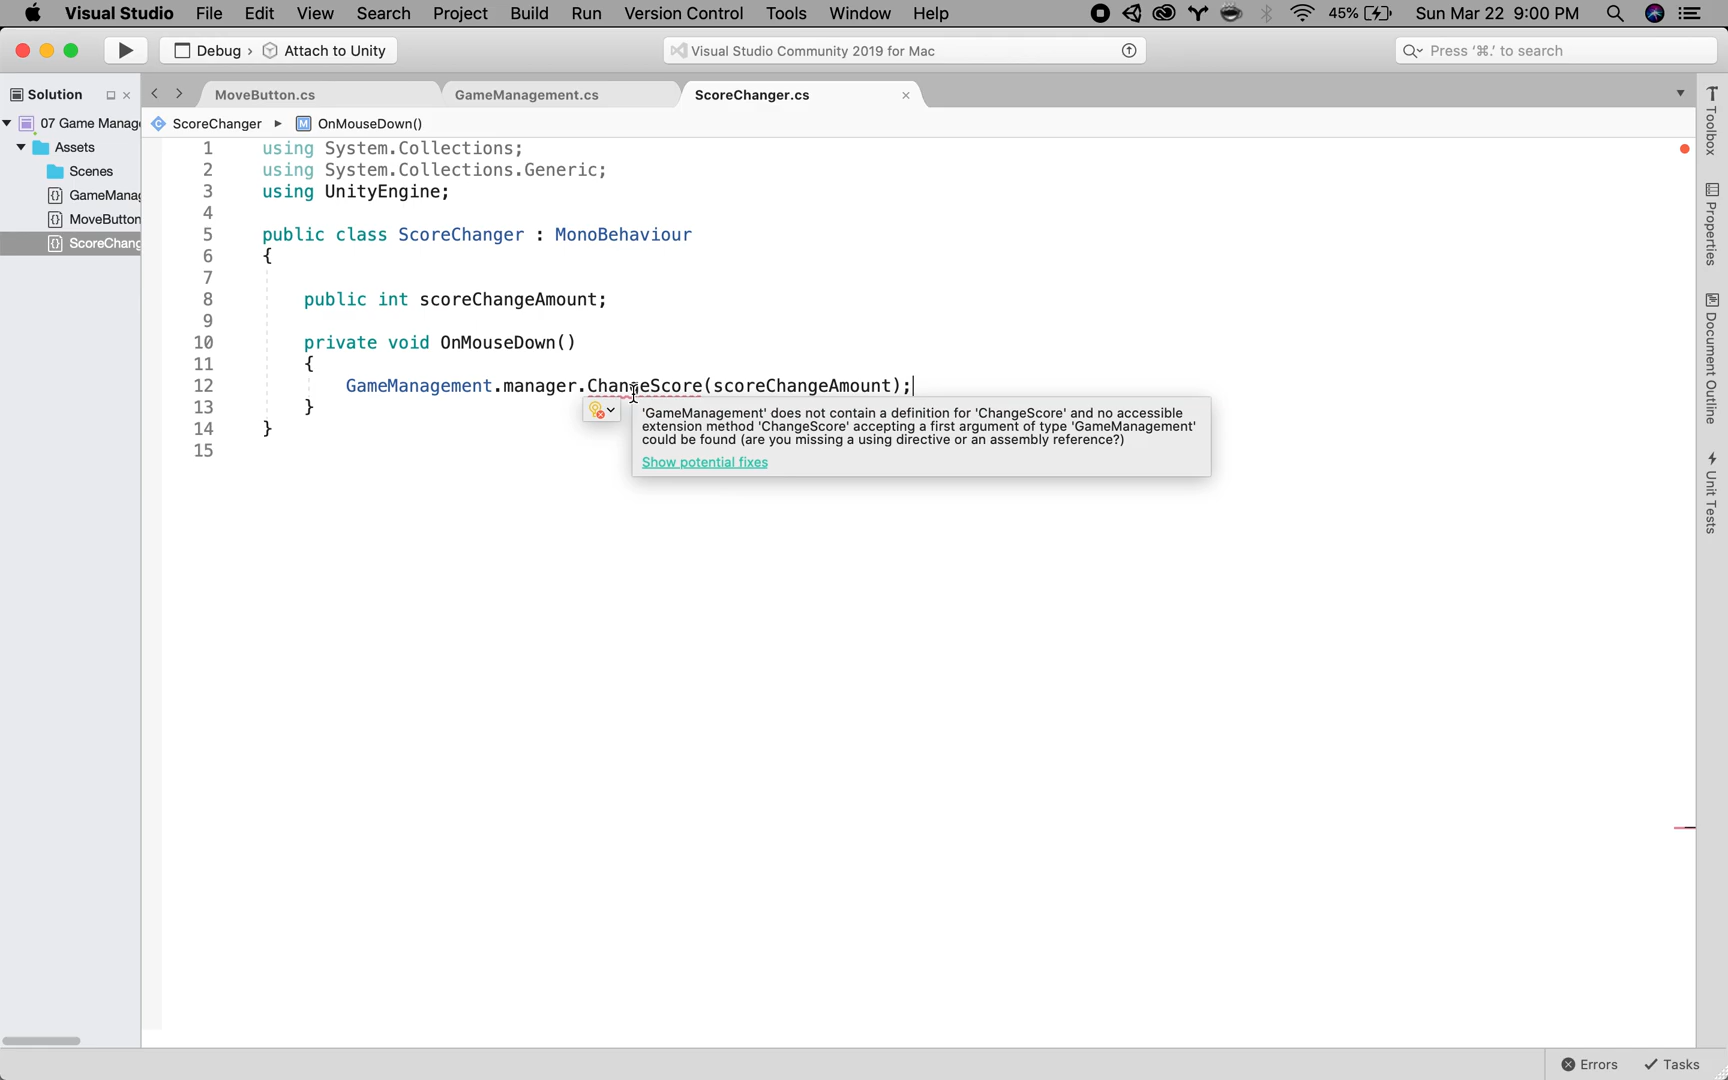 Visual Studio File Edit View Search Project Build Run Version Control Tools Window Help 45% Sun Mar 22 9:00 PM
Debug › Attach to Unity Visual Studio Community 2019 for Mac Press '⌘.' to search
Solution MoveButton.cs GameManagement.cs ScoreChanger.cs
07 Game Manag ScoreChanger OnMouseDown()
Assets
Scenes
GameManag
MoveButton
ScoreChang
1 using System.Collections;
2 using System.Collections.Generic;
3 using UnityEngine;
4
5 public class ScoreChanger : MonoBehaviour
6 {
7
8 public int scoreChangeAmount;
9
10 private void OnMouseDown()
11 {
12 GameManagement.manager.ChangeScore(scoreChangeAmount);
13 }
14 }
15
'GameManagement' does not contain a definition for 'ChangeScore' and no accessible
extension method 'ChangeScore' accepting a first argument of type 'GameManagement'
could be found (are you missing a using directive or an assembly reference?)
Show potential fixes
Toolbox
Properties
Document Outline
Unit Tests
Errors Tasks